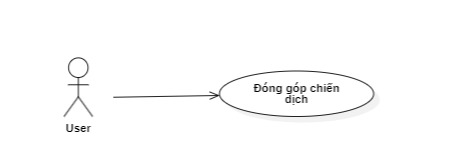 Đóng góp chiến
dịch
User